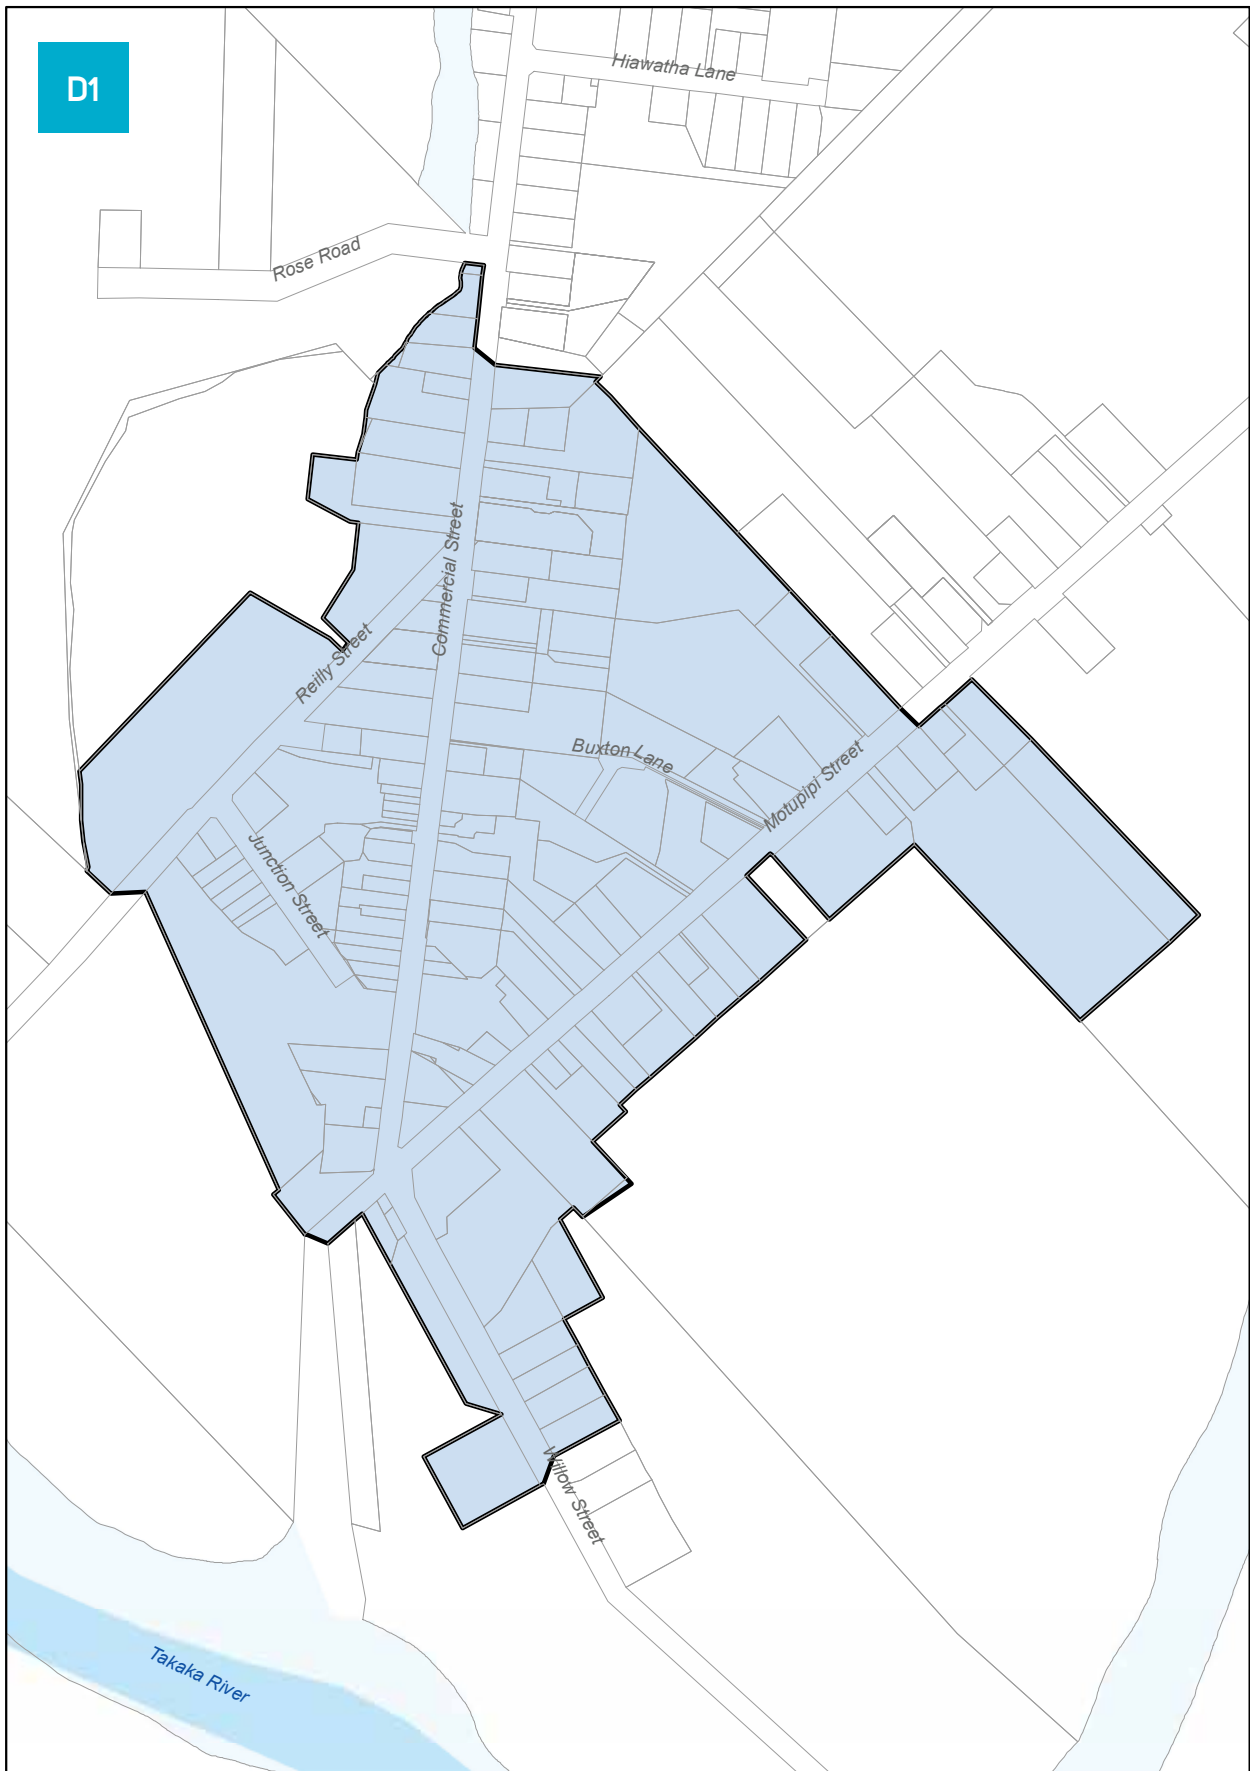 D1
Hiawatha Lane
Rose Road
Commercial Street
Reilly Street
Buxton Lane
Motupipi Street
Junction Street
Willow Street
Takaka River